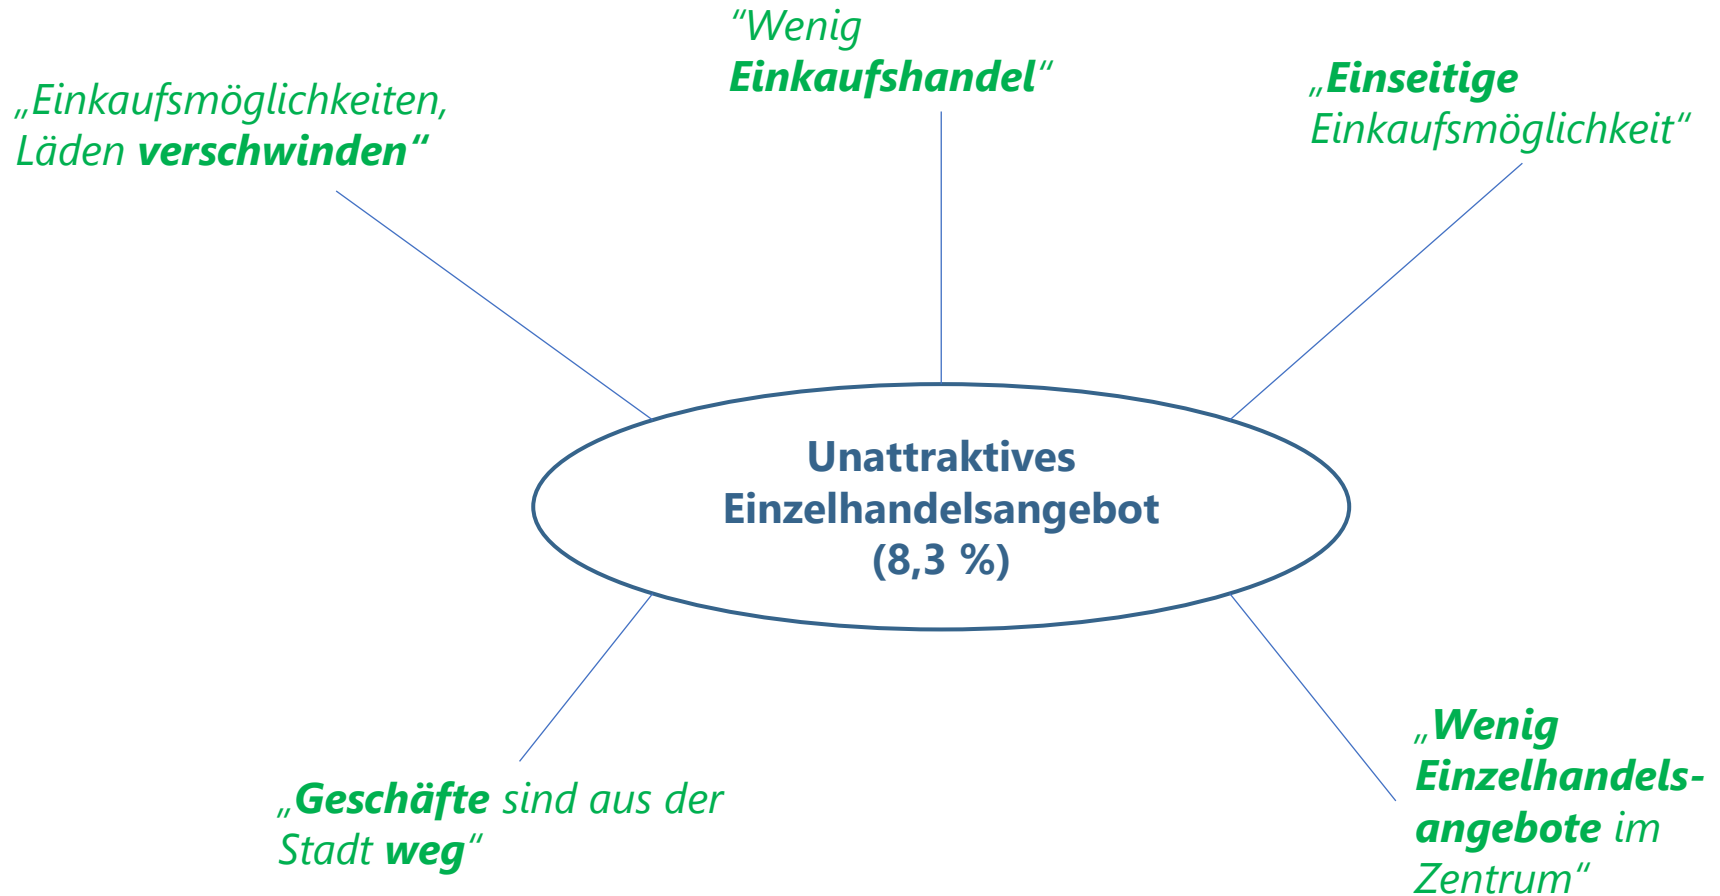 “Wenig
Einkaufshandel“
„Einkaufsmöglichkeiten,
Läden verschwinden“
„Einseitige
Einkaufsmöglichkeit“
Unattraktives
Einzelhandelsangebot
(8,3 %)
„Geschäfte sind aus der
Stadt weg“
„Wenig
Einzelhandels-
angebote im
Zentrum“